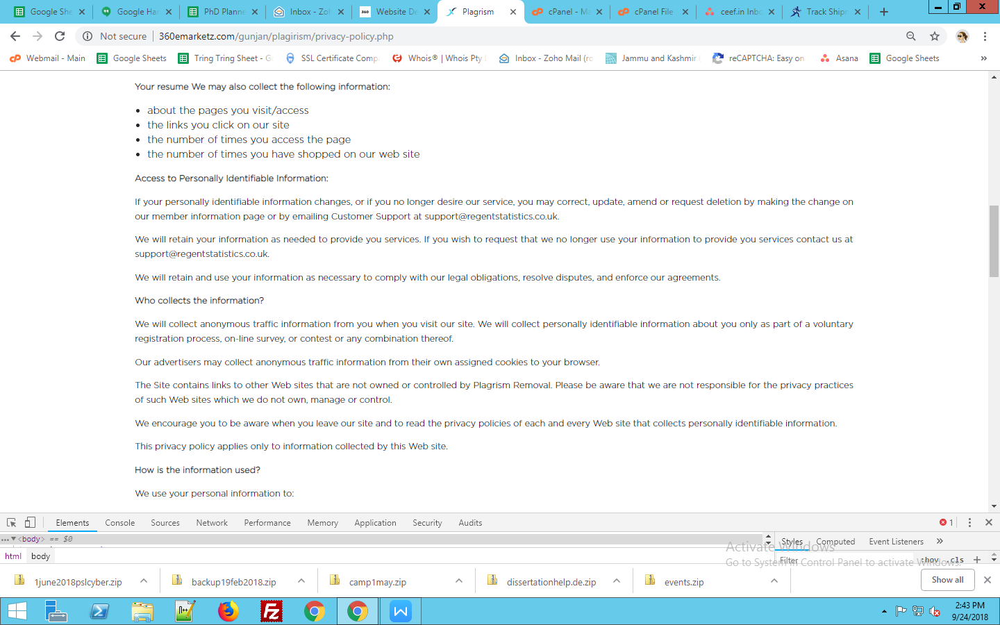 Google She
Google Har
PhD Planne
Inbox - Zoh
360
Website De
Plagrism
cPanel - M
cPanel File
ceef.in Inbo
Track Shipm
Not secure
360emarketz.com/gunjan/plagirism/privacy-policy.php
Webmail - Main
Google Sheets
Tring Tring Sheet - G
SSL Certificate Comp
Whois® | Whois Pty
Inbox - Zoho Mail (ro
Jammu and Kashmir
reCAPTCHA: Easy on
Asana
Google Sheets
Your resume We may also collect the following information:
about the pages you visit/access
the links you click on our site
the number of times you access the page
the number of times you have shopped on our web site
Access to Personally Identifiable Information:
If your personally identifiable information changes, or if you no longer desire our service, you may correct, update, amend or request deletion by making the change on
our member information page or by emailing Customer Support at support@regentstatistics.co.uk.
We will retain your information as needed to provide you services. If you wish to request that we no longer use your information to provide you services contact us at
support@regentstatistics.co.uk.
We will retain and use your information as necessary to comply with our legal obligations, resolve disputes, and enforce our agreements.
Who collects the information?
We will collect anonymous traffic information from you when you visit our site. We will collect personally identifiable information about you only as part of a voluntary
registration process, on-line survey, or contest or any combination thereof.
Our advertisers may collect anonymous traffic information from their own assigned cookies to your browser.
The Site contains links to other Web sites that are not owned or controlled by Plagrism Removal. Please be aware that we are not responsible for the privacy practices
of such Web sites which we do not own, manage or control.
We encourage you to be aware when you leave our site and to read the privacy policies of each and every Web site that collects personally identifiable information.
This privacy policy applies only to information collected by this Web site.
How is the information used?
We use your personal information to:
Elements
Console
Sources
Network
Performance
Memory
Application
Security
Audits
1
<body> == $0
Styles
Computed
Event Listeners
Activate Windows
html
body
Filter
:hov
.cls
Go to System in Control Panel to activate Windows.
1june2018pslcyber.zip
backup19feb2018.zip
camp1may.zip
dissertationhelp.de.zip
events.zip
Show all
2:43 PM
9/24/2018